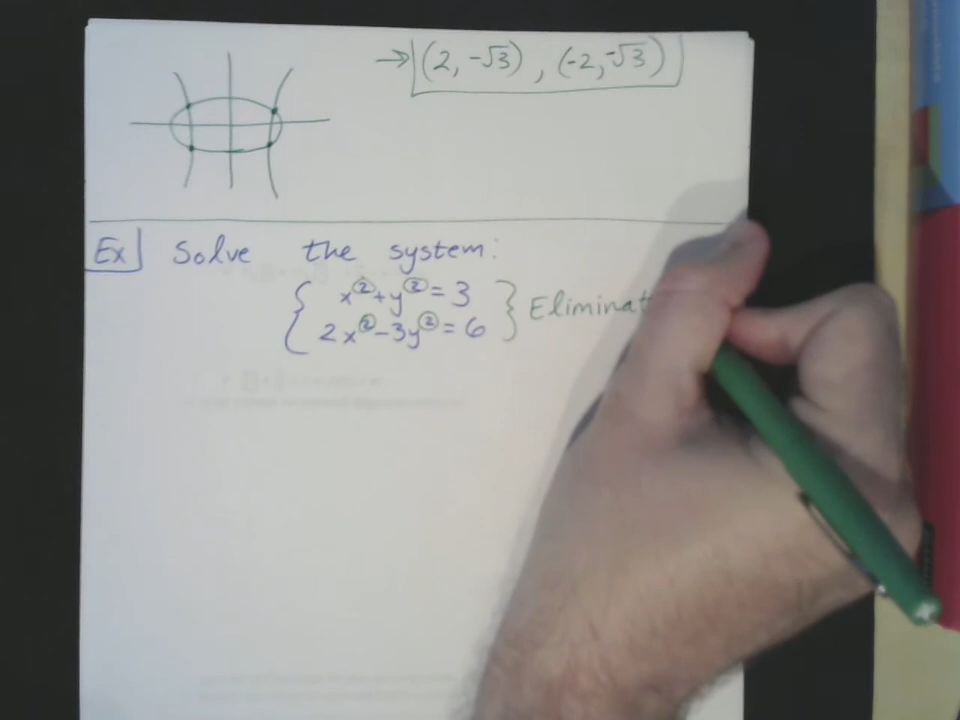 → (2, -√3) , (-2, -√3)
Ex Solve the system:
{ x²+y²=3 } Eliminat
2x²-3y²=6